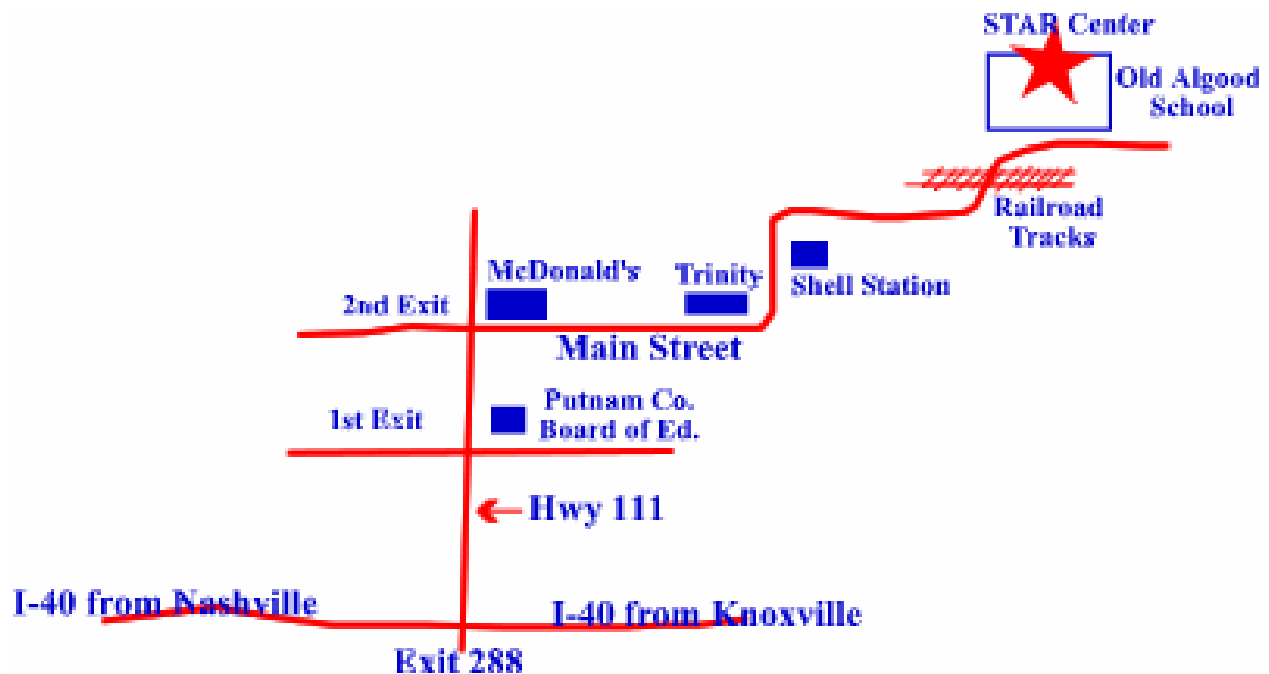 STAR Center
Old Algood
School
Railroad
Tracks
McDonald's
Trinity
Shell Station
2nd Exit
Main Street
1st Exit
Putnam Co.
Board of Ed.
Hwy 111
I-40 from Nashville
I-40 from Knoxville
Exit 288